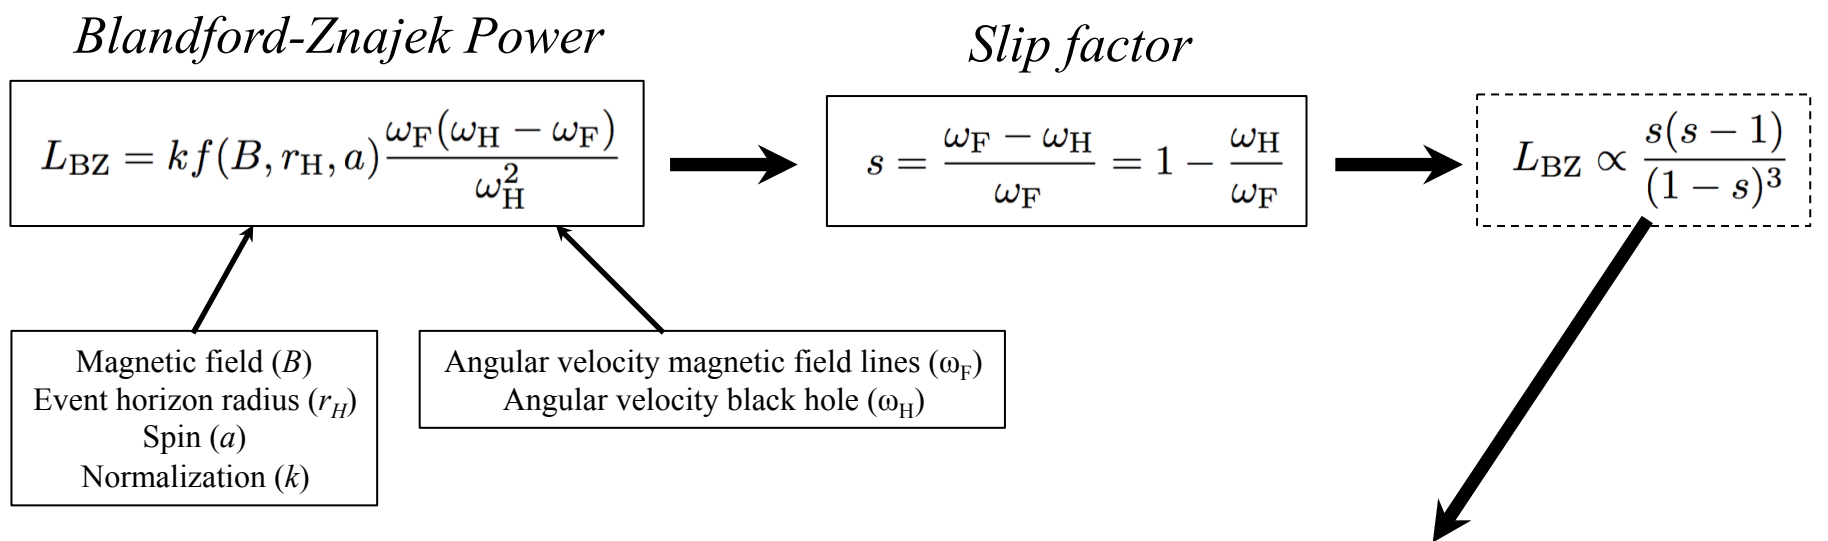 Blandford-Znajek Power
L_BZ = k f(B, r_H, a) ω_F(ω_H − ω_F) / ω_H^2
Magnetic field (B)
Event horizon radius (r_H)
Spin (a)
Normalization (k)
Angular velocity magnetic field lines (ω_F)
Angular velocity black hole (ω_H)
Slip factor
s = (ω_F − ω_H) / ω_F = 1 − ω_H / ω_F
L_BZ ∝ s(s − 1) / (1 − s)^3